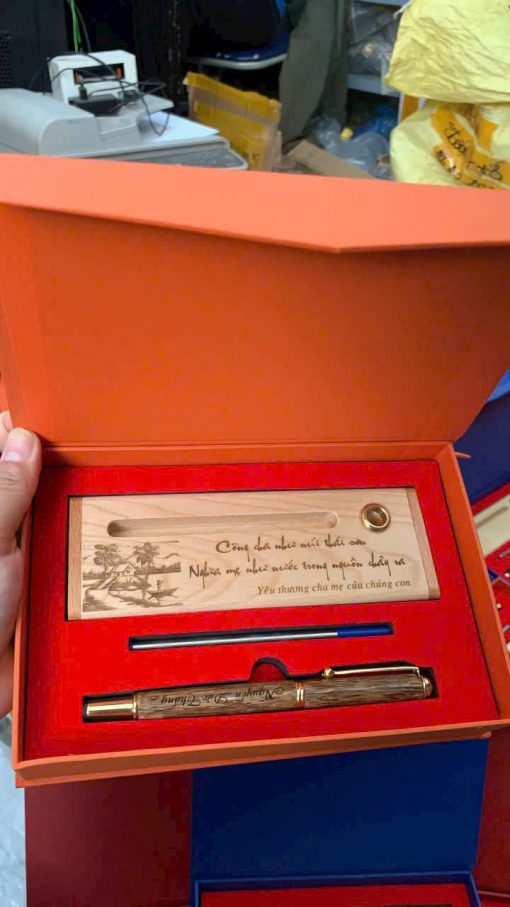 Công cha như núi thái sơn
Nghĩa mẹ như nước trong nguồn chảy ra
Yêu thương cha mẹ của chúng con
Nguyễn Đức Thắng